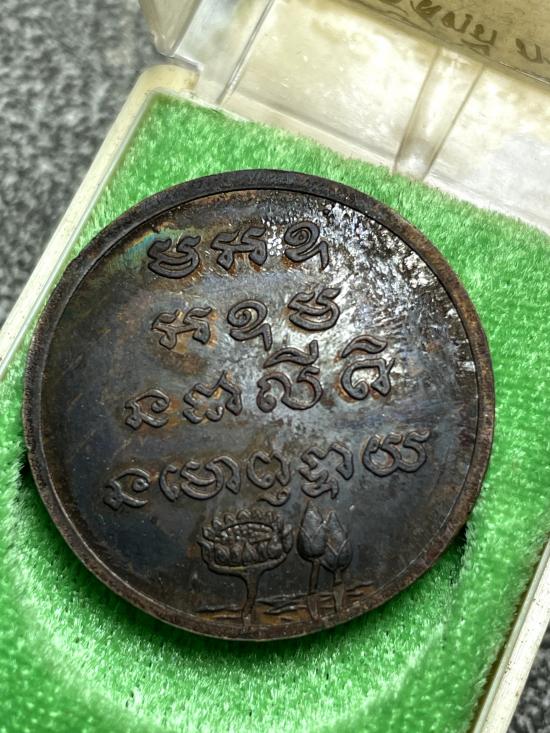 ម អ ឧ
អ ឧ ម
ន ជា លី តិ
ន មោ ពុ ទ្ធា យ